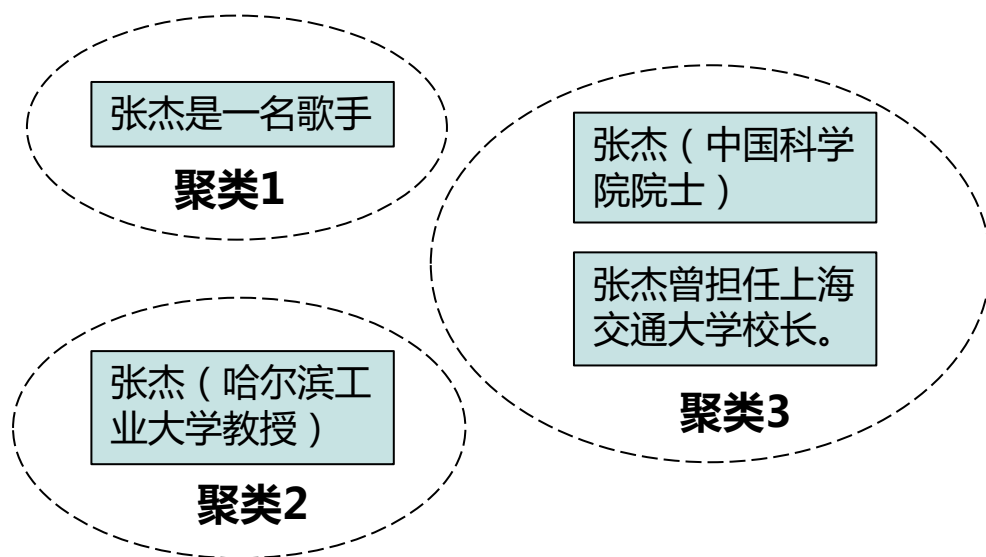 张杰是一名歌手
聚类1
张杰（哈尔滨工
业大学教授）
聚类2
张杰（中国科学
院院士）
张杰曾担任上海
交通大学校长。
聚类3